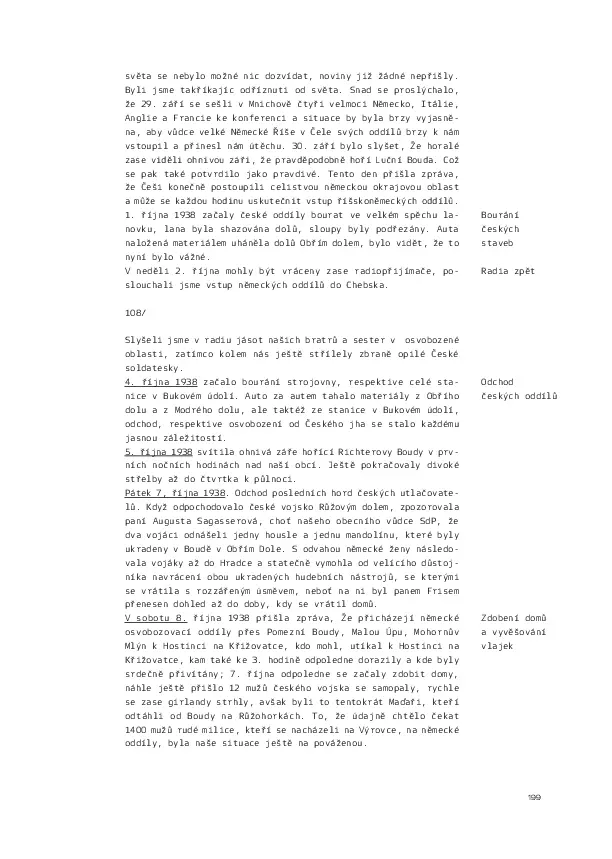 světa se nebylo možné nic dozvídat, noviny již žádné nepřišly.
Byli jsme takříkajíc odříznuti od světa. Snad se proslýchalo,
že 29. září se sešli v Mnichově čtyři velmoci Německo, Itálie,
Anglie a Francie ke konferenci a situace by byla brzy vyjasně-
na, aby vůdce velké Německé Říše v Čele svých oddílů brzy k nám
vstoupil a přinesl nám útěchu. 30. září bylo slyšet, Že horalé
zase viděli ohnivou záři, že pravděpodobně hoří Luční Bouda. Což
se pak také potvrdilo jako pravdivé. Tento den přišla zpráva,
že Češi konečně postoupili celistvou německou okrajovou oblast
a může se každou hodinu uskutečnit vstup říšskoněmeckých oddílů.
1. října 1938 začaly české oddíly bourat ve velkém spěchu la-
novku, lana byla shazována dolů, sloupy byly podřezány. Auta
naložená materiálem uháněla dolů Obřím dolem, bylo vidět, že to
nyní bylo vážné.
Bourání
českých
staveb
V neděli 2. října mohly být vráceny zase radiopřijímače, po-
slouchali jsme vstup německých oddílů do Chebska.
Radia zpět
108/
Slyšeli jsme v radiu jásot našich bratrů a sester v osvobozené
oblasti, zatímco kolem nás ještě střílely zbraně opilé České
soldatesky.
4. října 1938 začalo bourání strojovny, respektive celé sta-
nice v Bukovém údolí. Auto za autem tahalo materiály z Obřího
dolu a z Modrého dolu, ale taktéž ze stanice v Bukovém údolí,
odchod, respektive osvobození od Českého jha se stalo každému
jasnou záležitostí.
Odchod
českých oddílů
5. října 1938 svítila ohnivá záře hořící Richterovy Boudy v prv-
ních nočních hodinách nad naší obcí. Ještě pokračovaly divoké
střelby až do čtvrtka k půlnoci.
Pátek 7, října 1938. Odchod posledních hord českých utlačovate-
lů. Když odpochodovalo české vojsko Růžovým dolem, zpozorovala
paní Augusta Sagasserová, choť našeho obecního vůdce SdP, že
dva vojáci odnášeli jedny housle a jednu mandolínu, které byly
ukradeny v Boudě v Obřím Dole. S odvahou německé ženy následo-
vala vojáky až do Hradce a statečně vymohla od velícího důstoj-
níka navrácení obou ukradených hudebních nástrojů, se kterými
se vrátila s rozzářeným úsměvem, neboť na ni byl panem Frisem
přenesen dohled až do doby, kdy se vrátil domů.
V sobotu 8. října 1938 přišla zpráva, Že přicházejí německé
osvobozovací oddíly přes Pomezní Boudy, Malou Úpu, Mohornův
Mlýn k Hostinci na Křižovatce, kdo mohl, utíkal k Hostinci na
Křižovatce, kam také ke 3. hodině odpoledne dorazily a kde byly
srdečně přivítány; 7. října odpoledne se začaly zdobit domy,
náhle ještě přišlo 12 mužů českého vojska se samopaly, rychle
se zase girlandy strhly, avšak byli to tentokrát Maďaři, kteří
odtáhli od Boudy na Růžohorkách. To, že údajně chtělo čekat
1400 mužů rudé milice, kteří se nacházeli na Výrovce, na německé
oddíly, byla naše situace ještě na pováženou.
Zdobení domů
a vyvěšování
vlajek
199